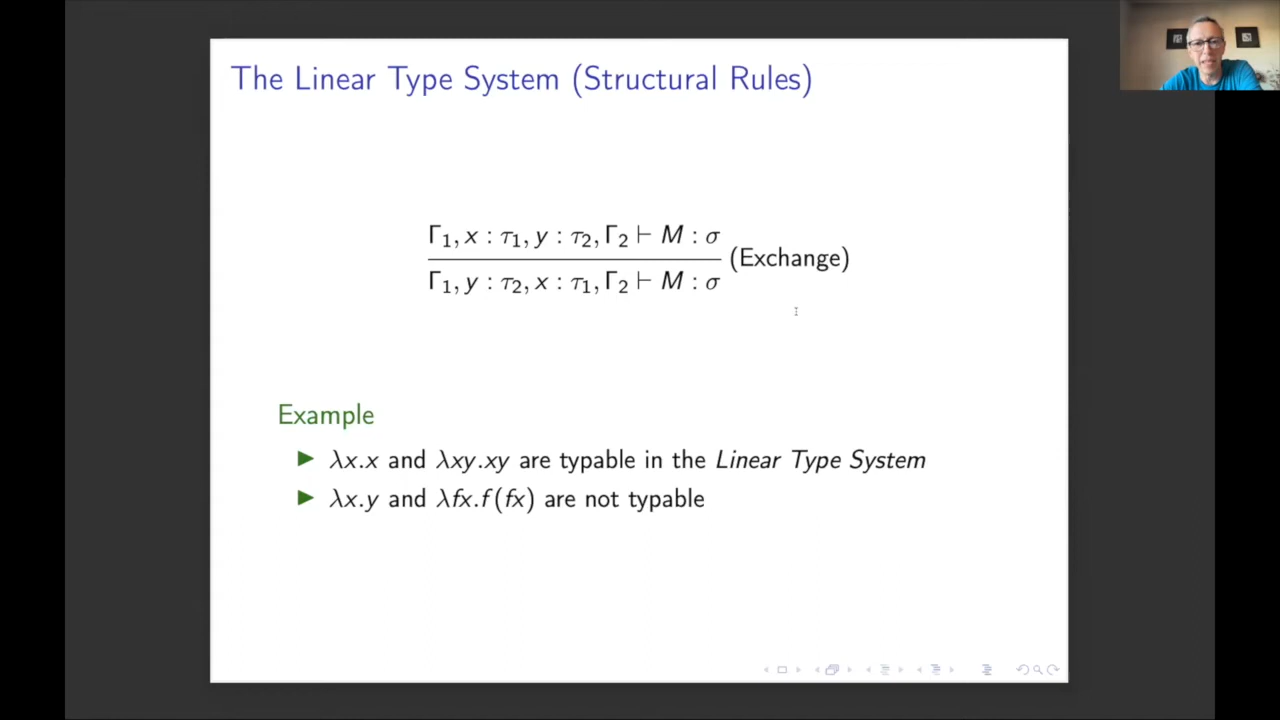 The Linear Type System (Structural Rules)
Γ₁, x : τ₁, y : τ₂, Γ₂ ⊢ M : σ
(Exchange)
Γ₁, y : τ₂, x : τ₁, Γ₂ ⊢ M : σ
Example
λx.x and λxy.xy are typable in the Linear Type System
λx.y and λfx.f(fx) are not typable